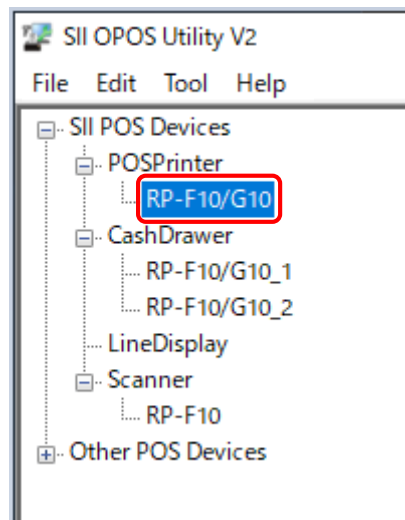 SII OPOS Utility V2
File Edit Tool Help
SII POS Devices
POSPrinter
RP-F10/G10
CashDrawer
RP-F10/G10_1
RP-F10/G10_2
LineDisplay
Scanner
RP-F10
Other POS Devices